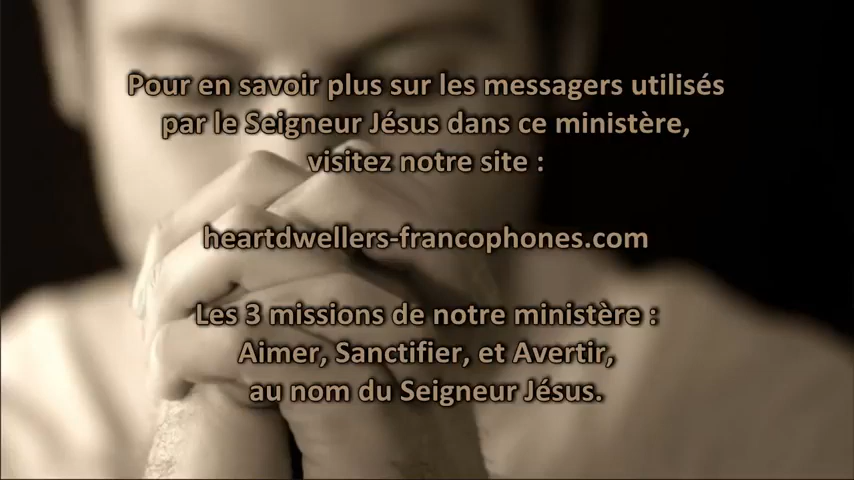 Pour en savoir plus sur les messagers utilisés
par le Seigneur Jésus dans ce ministère,
visitez notre site :
heartdwellers-francophones.com
Les 3 missions de notre ministère :
Aimer, Sanctifier, et Avertir,
au nom du Seigneur Jésus.